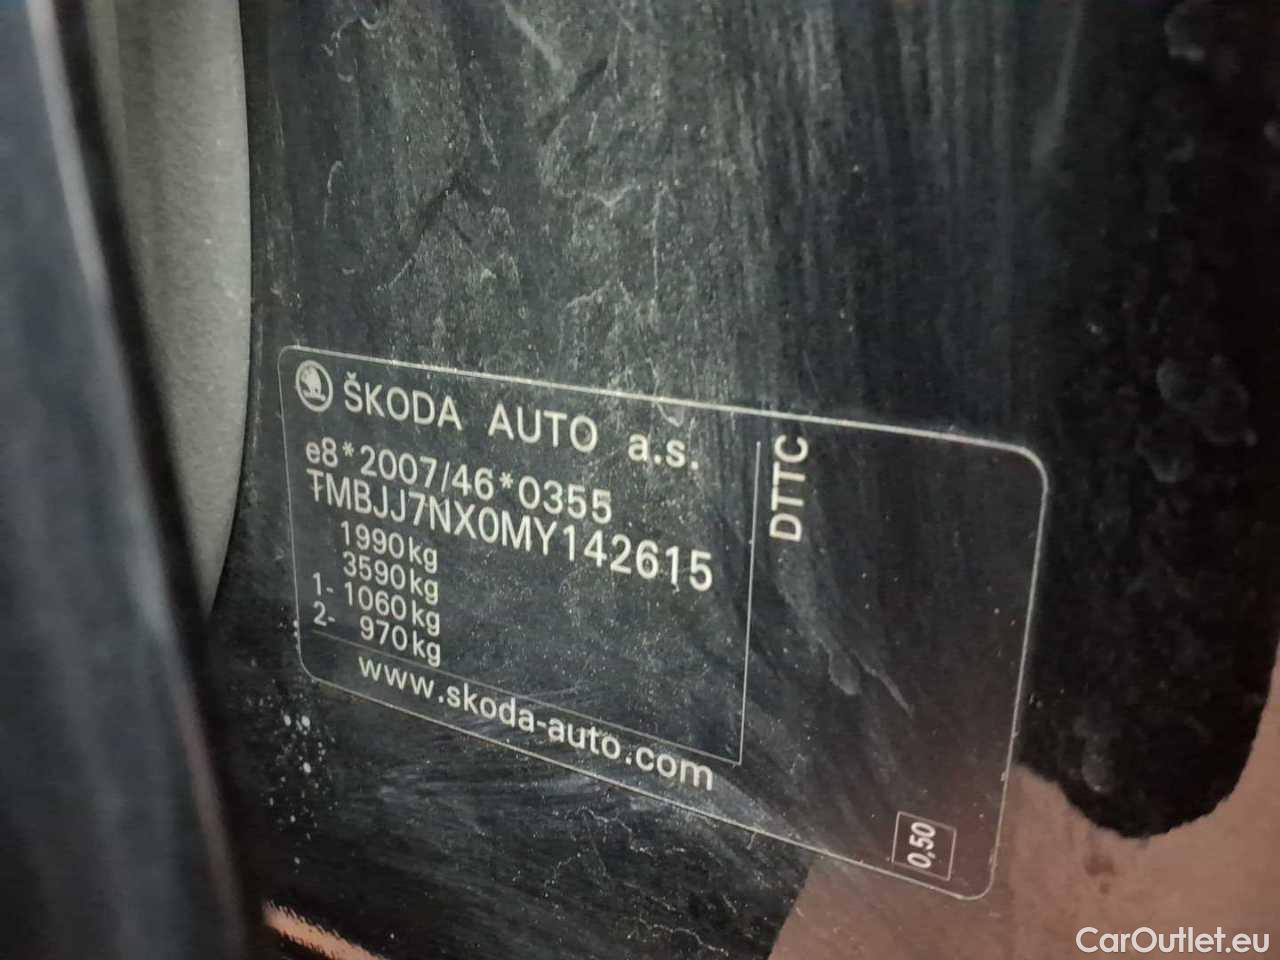 ŠKODA AUTO a.s.
e8*2007/46*0355
TMBJJ7NX0MY142615
1990kg
3590kg
1- 1060kg
2- 970kg
www.skoda-auto.com
DTTC
0,50
CarOutlet.eu